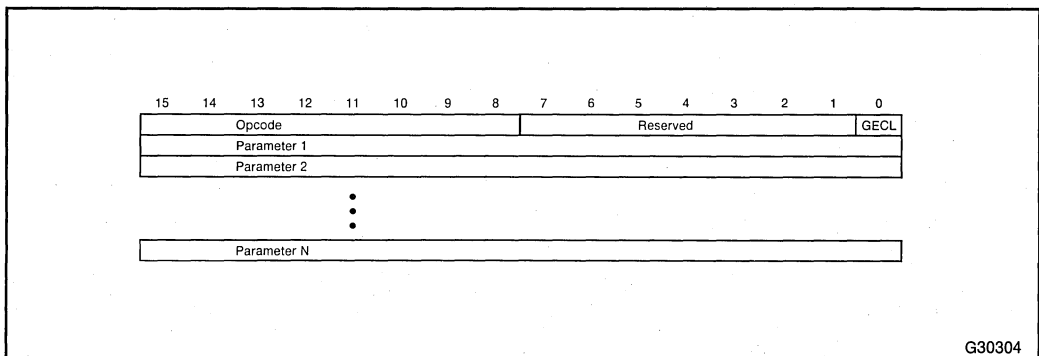 15 14 13 12 11 10 9 8 7 6 5 4 3 2 1 0
Opcode Reserved GECL
Parameter 1
Parameter 2
Parameter N
G30304